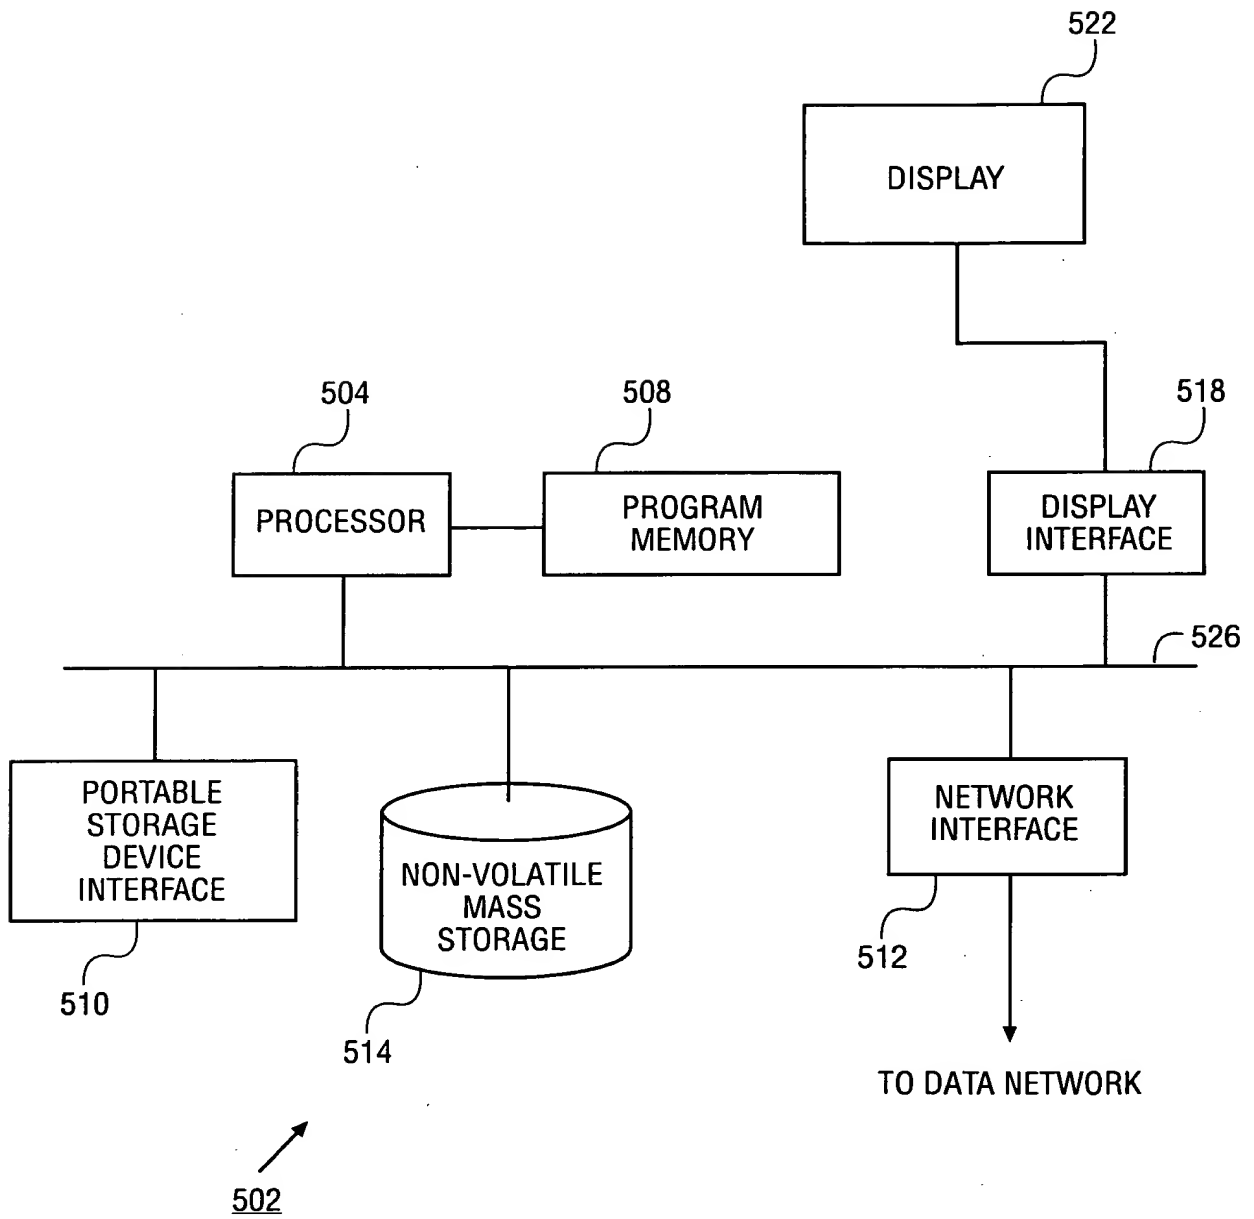 522
DISPLAY
504
508
518
PROCESSOR
PROGRAM
MEMORY
DISPLAY
INTERFACE
526
PORTABLE
STORAGE
DEVICE
INTERFACE
NON-VOLATILE
MASS
STORAGE
NETWORK
INTERFACE
510
514
512
TO DATA NETWORK
502